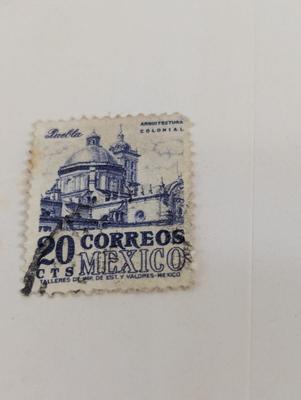 Puebla
ARQUITECTURA
COLONIAL
20 CORREOS
CTS MEXICO
TALLERES DE IMP. DE EST. Y VALORES-MEXICO